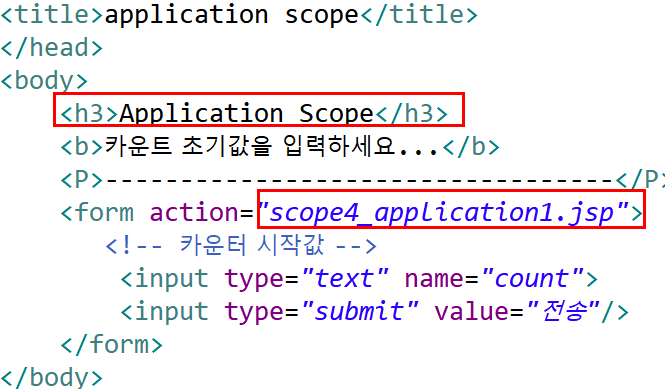 <title>application scope</title>
</head>
<body>
<h3>Application Scope</h3>
<b>카운트 초기값을 입력하세요...</b>
<P>----------------------------------</P
<form action="scope4_application1.jsp">
<!-- 카운터 시작값 -->
<input type="text" name="count">
<input type="submit" value="전송"/>
</form>
</body>